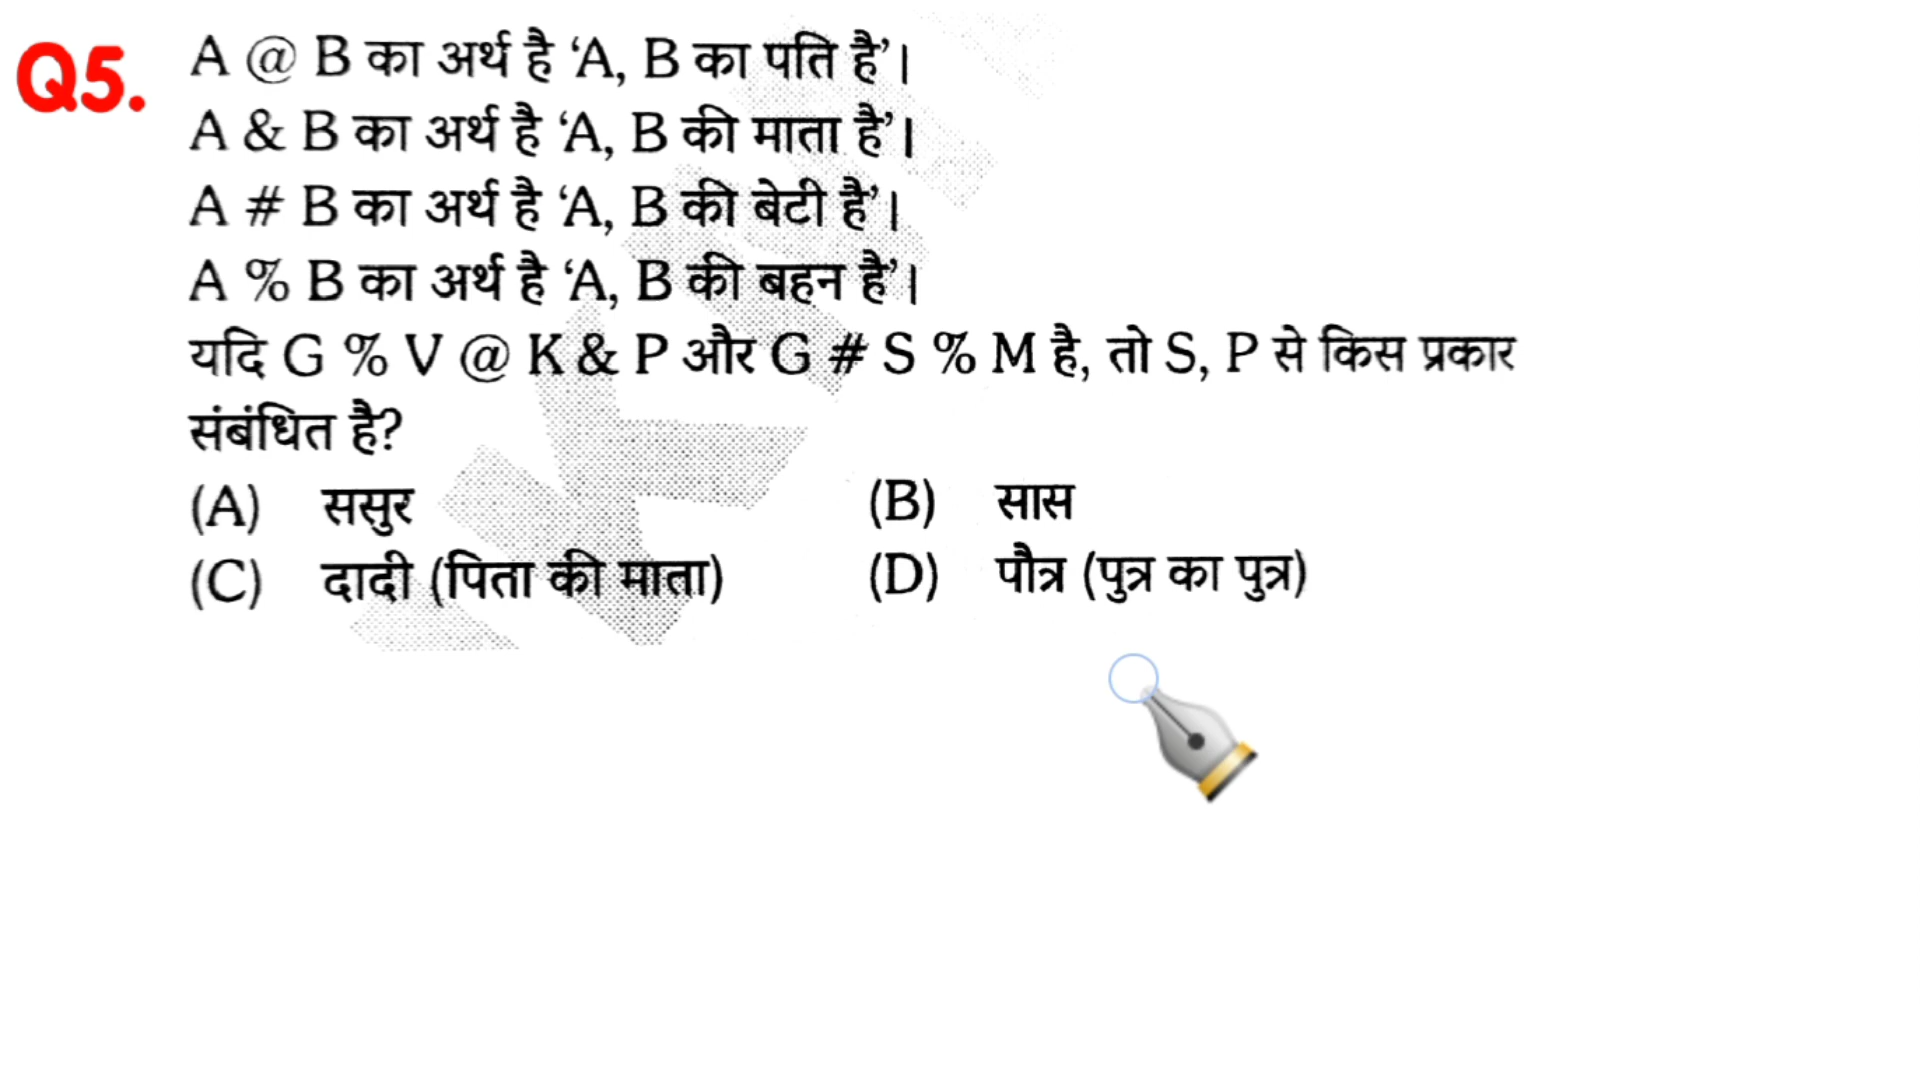 Q5. A @ B का अर्थ है ‘A, B का पति है’।
A & B का अर्थ है ‘A, B की माता है’।
A # B का अर्थ है ‘A, B की बेटी है’।
A % B का अर्थ है ‘A, B की बहन है’।
यदि G % V @ K & P और G # S % M है, तो S, P से किस प्रकार
संबंधित है?
(A) ससुर (B) सास
(C) दादी (पिता की माता) (D) पौत्र (पुत्र का पुत्र)